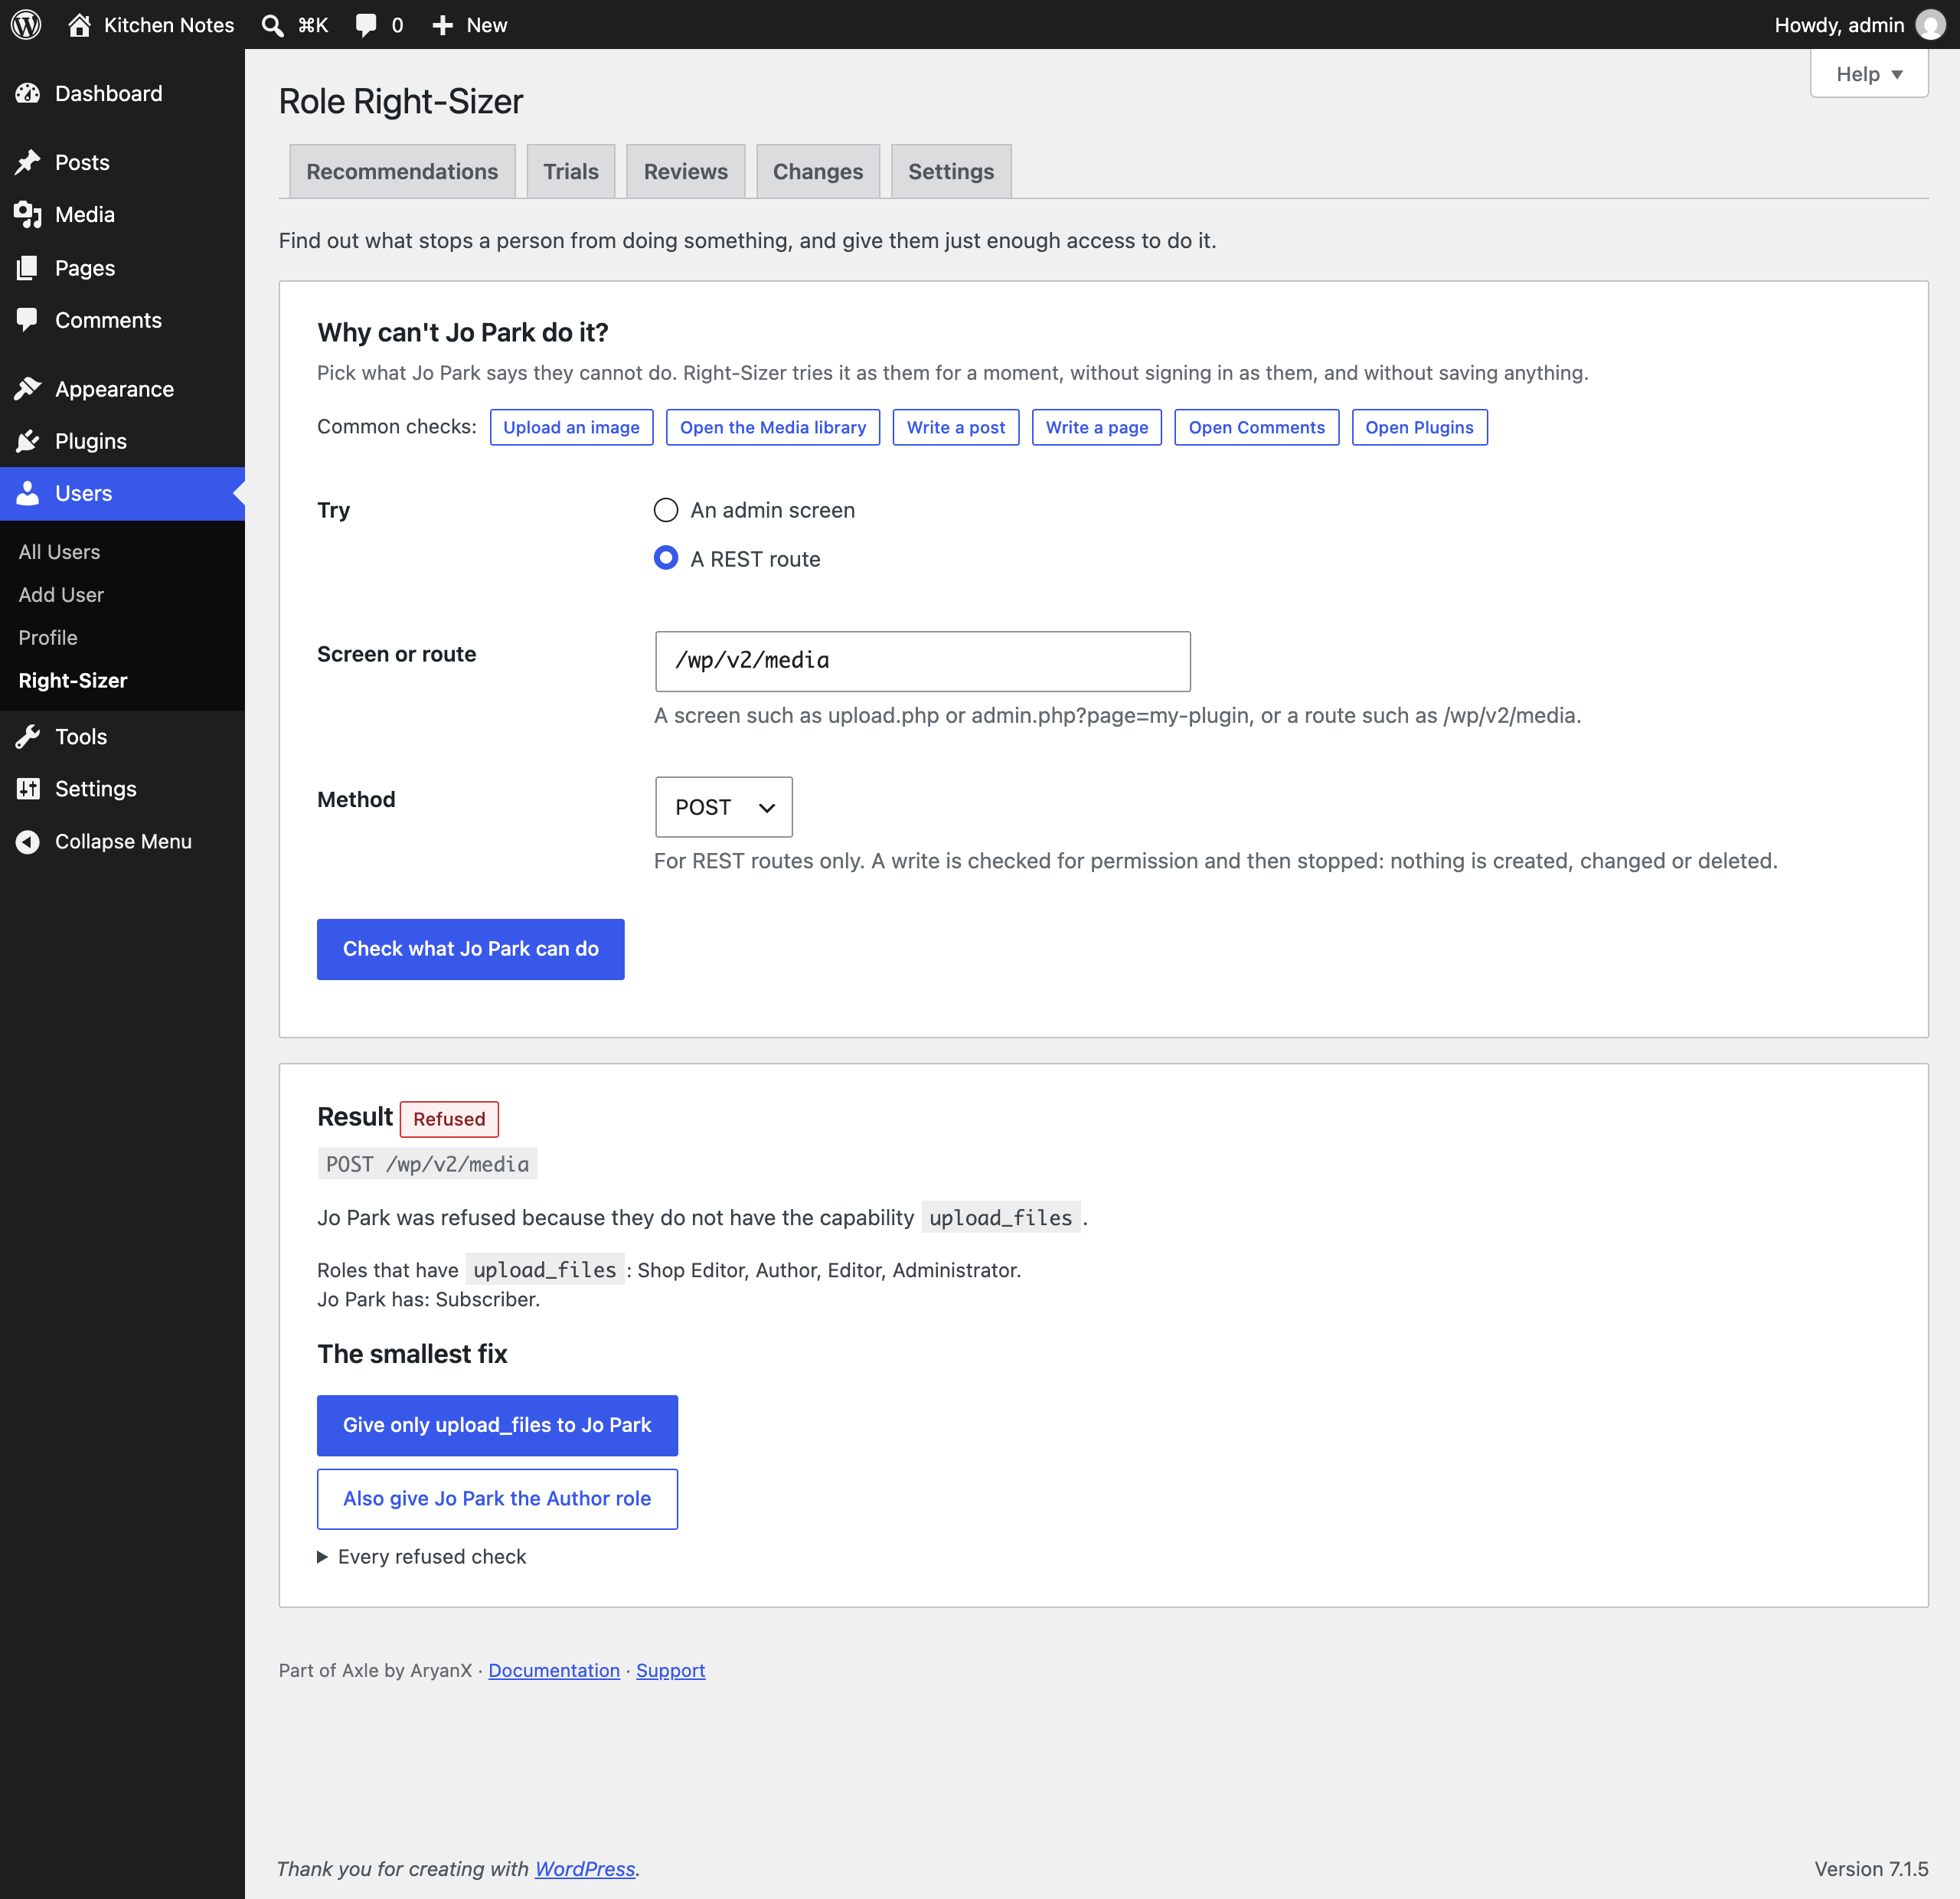 Kitchen Notes ⌘K 0 New Howdy, admin
Help ▼
Dashboard
Posts
Media
Pages
Comments
Appearance
Plugins
Users
All Users
Add User
Profile
Right-Sizer
Tools
Settings
Collapse Menu
Role Right-Sizer
Recommendations Trials Reviews Changes Settings
Find out what stops a person from doing something, and give them just enough access to do it.
Why can't Jo Park do it?
Pick what Jo Park says they cannot do. Right-Sizer tries it as them for a moment, without signing in as them, and without saving anything.
Common checks: Upload an image Open the Media library Write a post Write a page Open Comments Open Plugins
Try
An admin screen
A REST route
Screen or route
/wp/v2/media
A screen such as upload.php or admin.php?page=my-plugin, or a route such as /wp/v2/media.
Method
POST
For REST routes only. A write is checked for permission and then stopped: nothing is created, changed or deleted.
Check what Jo Park can do
Result Refused
POST /wp/v2/media
Jo Park was refused because they do not have the capability upload_files.
Roles that have upload_files: Shop Editor, Author, Editor, Administrator.
Jo Park has: Subscriber.
The smallest fix
Give only upload_files to Jo Park
Also give Jo Park the Author role
▶ Every refused check
Part of Axle by AryanX · Documentation · Support
Thank you for creating with WordPress.
Version 7.1.5